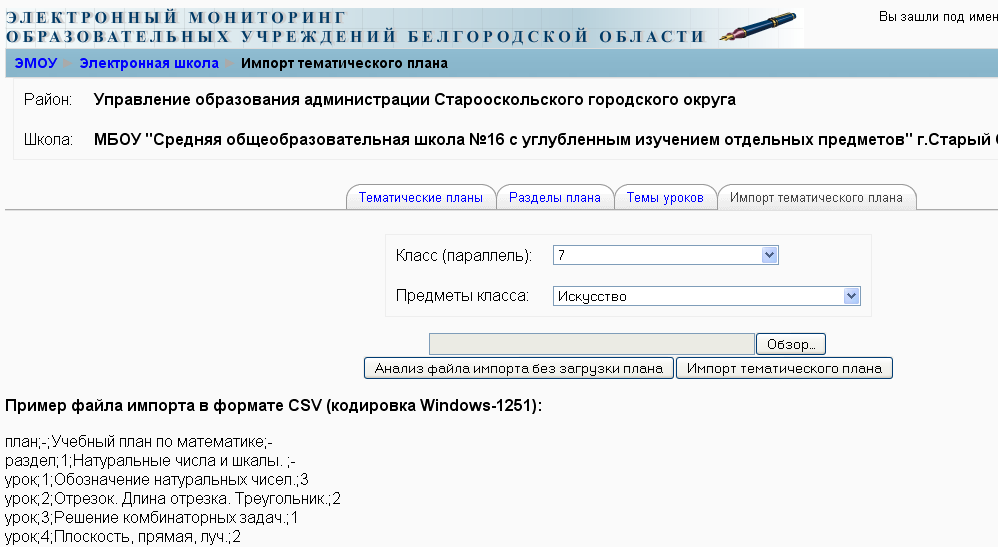 ЭЛЕКТРОННЫЙ МОНИТОРИНГ
ОБРАЗОВАТЕЛЬНЫХ УЧРЕЖДЕНИЙ БЕЛГОРОДСКОЙ ОБЛАСТИ
Вы зашли под имен
ЭМОУ Электронная школа Импорт тематического плана
Район: Управление образования администрации Старооскольского городского округа
Школа: МБОУ "Средняя общеобразовательная школа №16 с углубленным изучением отдельных предметов" г.Старый
Тематические планы Разделы плана Темы уроков Импорт тематического плана
Класс (параллель): 7
Предметы класса: Искусство
Обзор...
Анализ файла импорта без загрузки плана Импорт тематического плана
Пример файла импорта в формате CSV (кодировка Windows-1251):
план;-;Учебный план по математике;-
раздел;1;Натуральные числа и шкалы. ;-
урок;1;Обозначение натуральных чисел.;3
урок;2;Отрезок. Длина отрезка. Треугольник.;2
урок;3;Решение комбинаторных задач.;1
урок;4;Плоскость, прямая, луч.;2